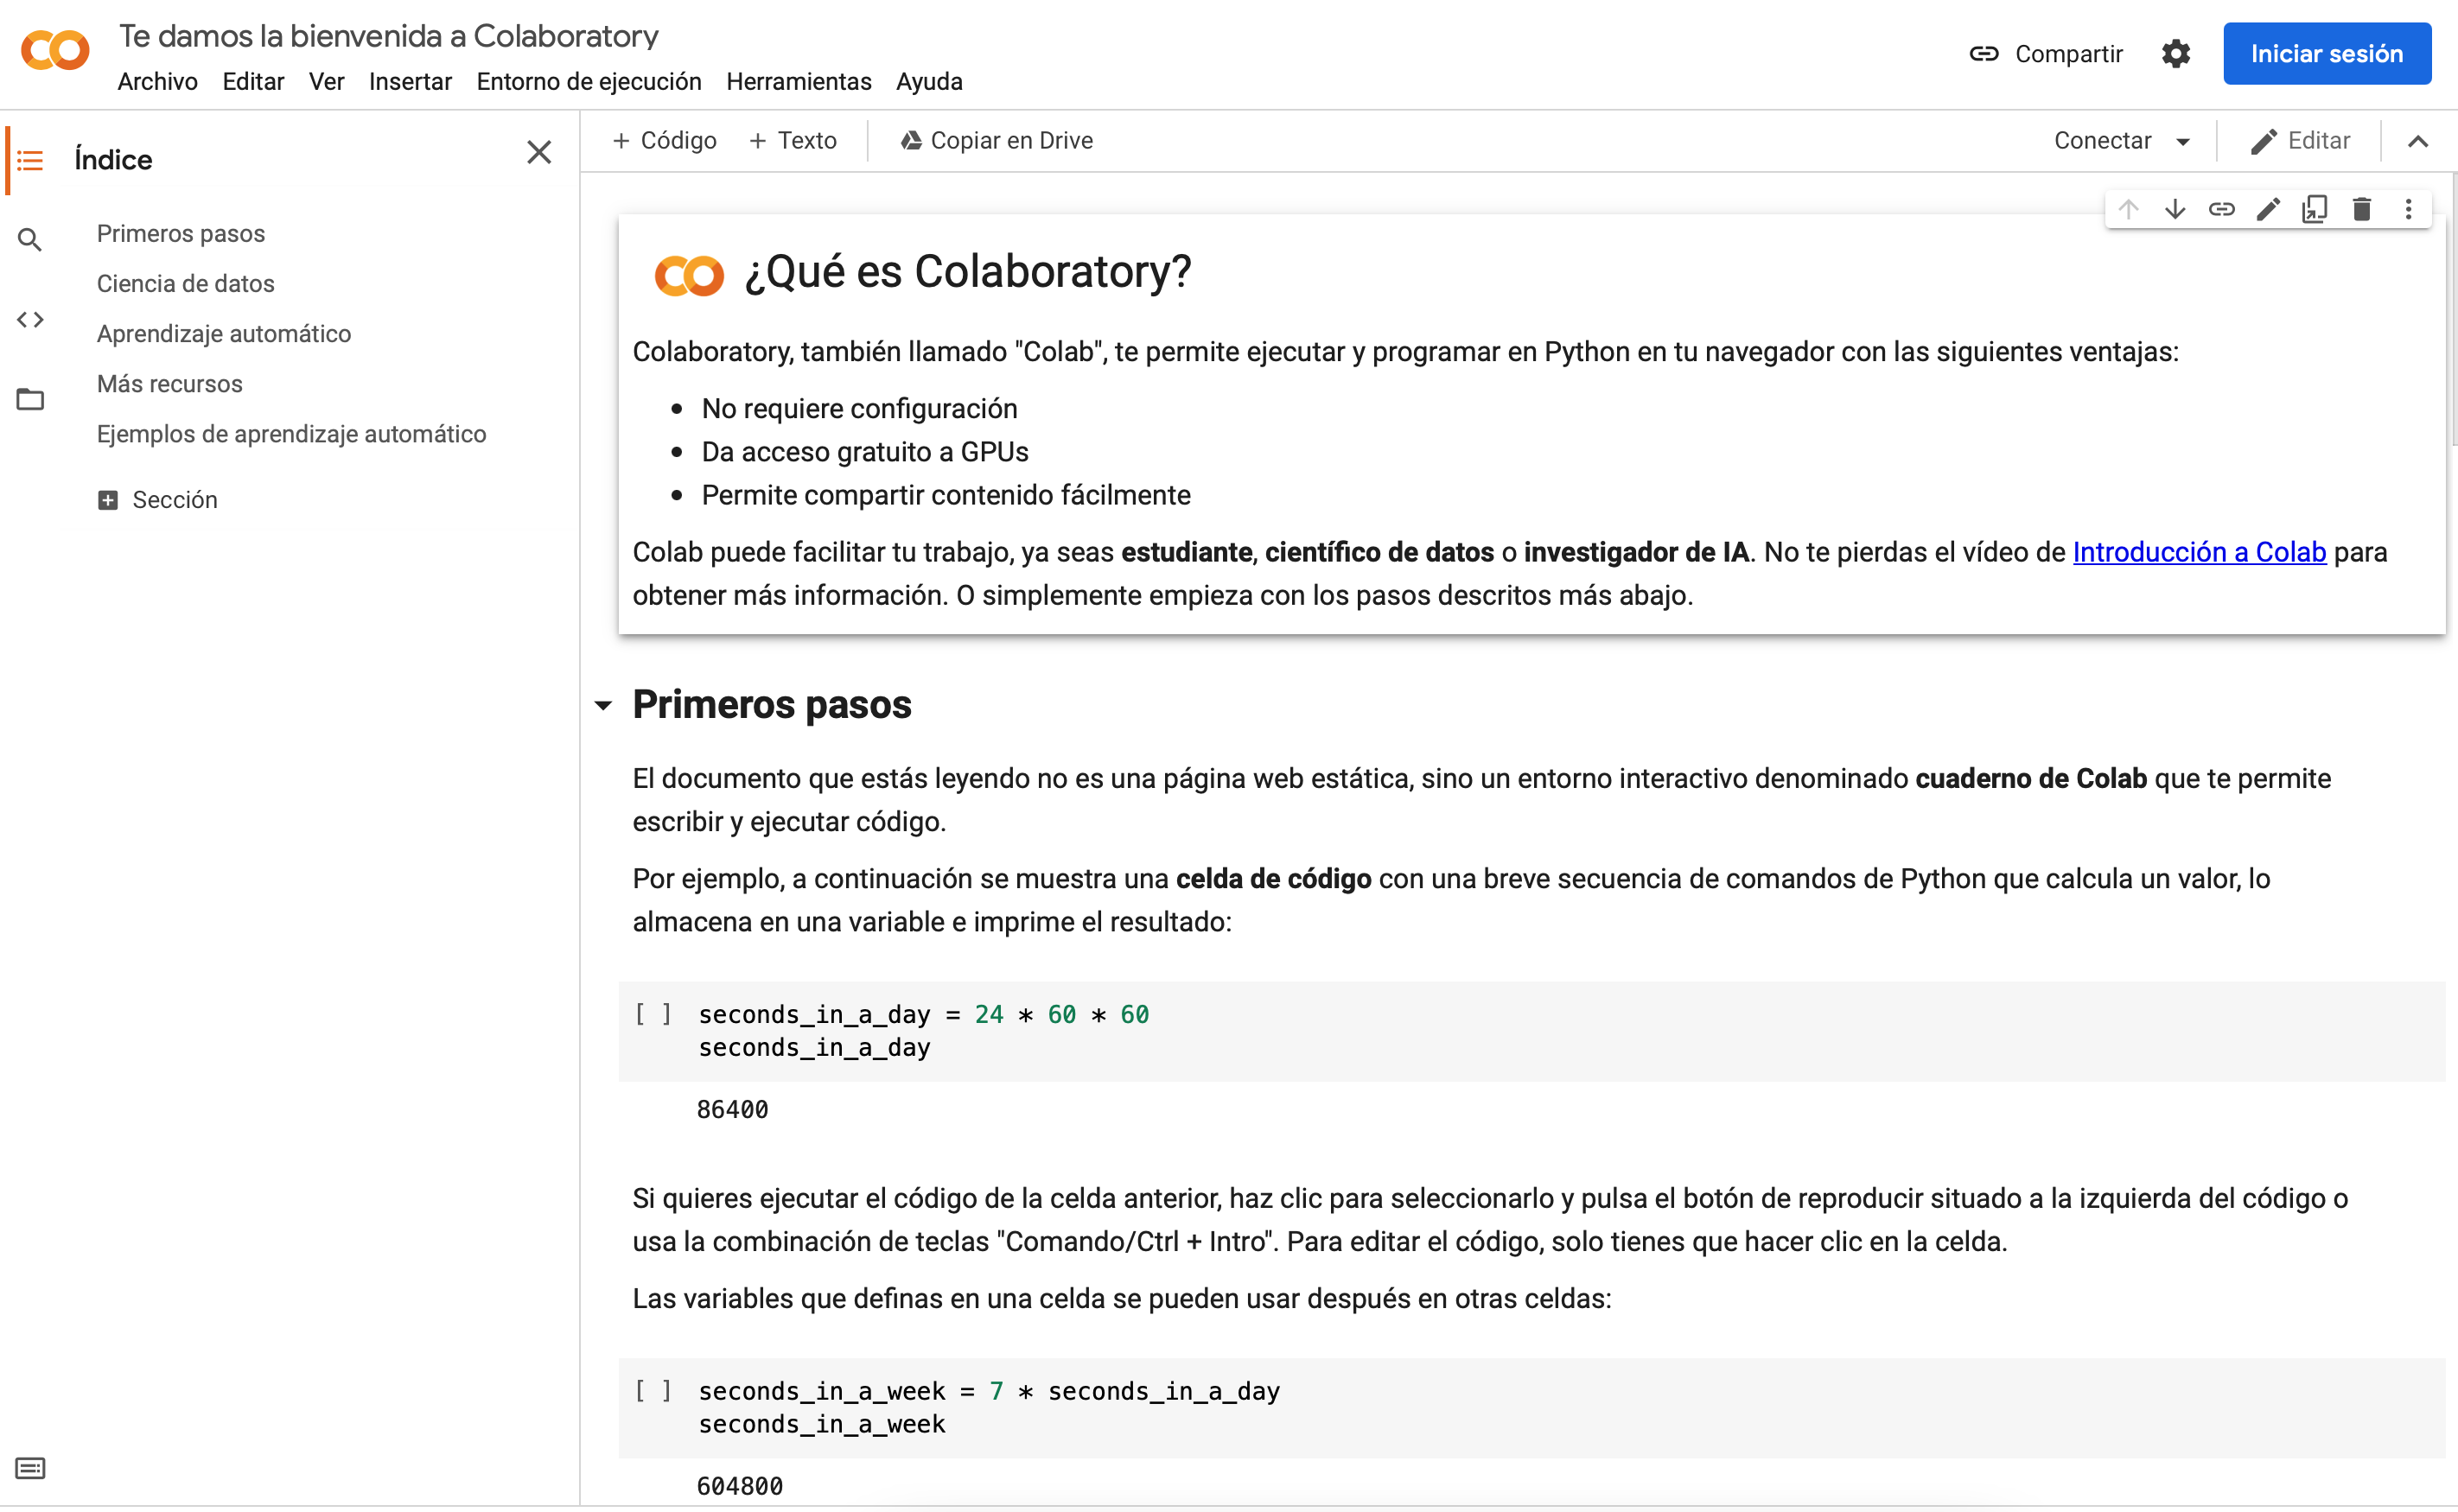 Te damos la bienvenida a Colaboratory
Archivo Editar Ver Insertar Entorno de ejecución Herramientas Ayuda
Compartir
Iniciar sesión
Índice
Primeros pasos
Ciencia de datos
Aprendizaje automático
Más recursos
Ejemplos de aprendizaje automático
Sección
+ Código + Texto Copiar en Drive
Conectar Editar
¿Qué es Colaboratory?
Colaboratory, también llamado "Colab", te permite ejecutar y programar en Python en tu navegador con las siguientes ventajas:
• No requiere configuración
• Da acceso gratuito a GPUs
• Permite compartir contenido fácilmente
Colab puede facilitar tu trabajo, ya seas estudiante, científico de datos o investigador de IA. No te pierdas el vídeo de Introducción a Colab para
obtener más información. O simplemente empieza con los pasos descritos más abajo.
Primeros pasos
El documento que estás leyendo no es una página web estática, sino un entorno interactivo denominado cuaderno de Colab que te permite
escribir y ejecutar código.
Por ejemplo, a continuación se muestra una celda de código con una breve secuencia de comandos de Python que calcula un valor, lo
almacena en una variable e imprime el resultado:
[ ] seconds_in_a_day = 24 * 60 * 60
seconds_in_a_day
86400
Si quieres ejecutar el código de la celda anterior, haz clic para seleccionarlo y pulsa el botón de reproducir situado a la izquierda del código o
usa la combinación de teclas "Comando/Ctrl + Intro". Para editar el código, solo tienes que hacer clic en la celda.
Las variables que definas en una celda se pueden usar después en otras celdas:
[ ] seconds_in_a_week = 7 * seconds_in_a_day
seconds_in_a_week
604800